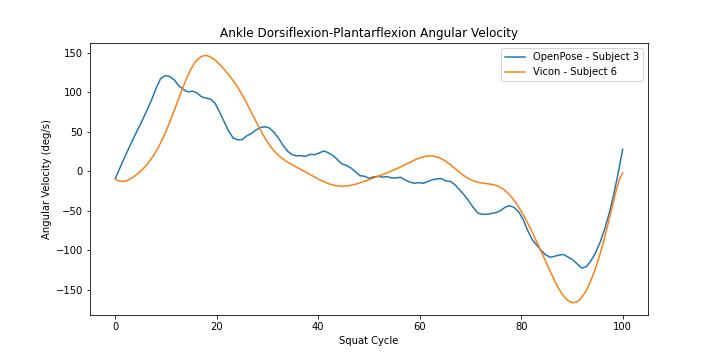 Ankle Dorsiflexion-Plantarflexion Angular Velocity
OpenPose - Subject 3
Vicon - Subject 6
Angular Velocity (deg/s)
150
100
50
0
−50
−100
−150
0 20 40 60 80 100
Squat Cycle